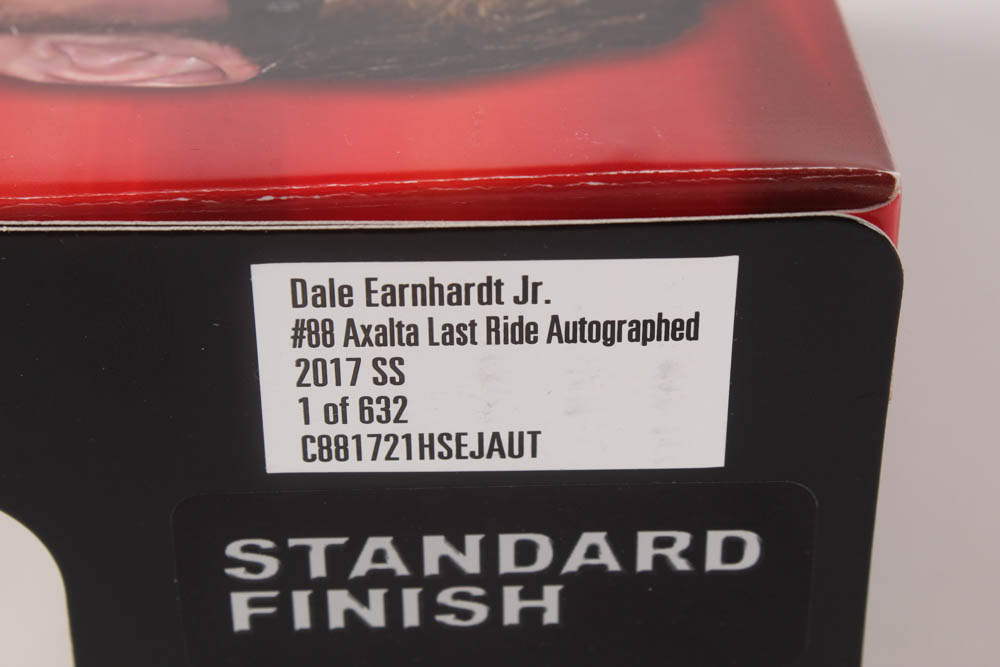 Dale Earnhardt Jr.
#88 Axalta Last Ride Autographed
2017 SS
1 of 632
C881721HSEJAUT
STANDARD
FINISH